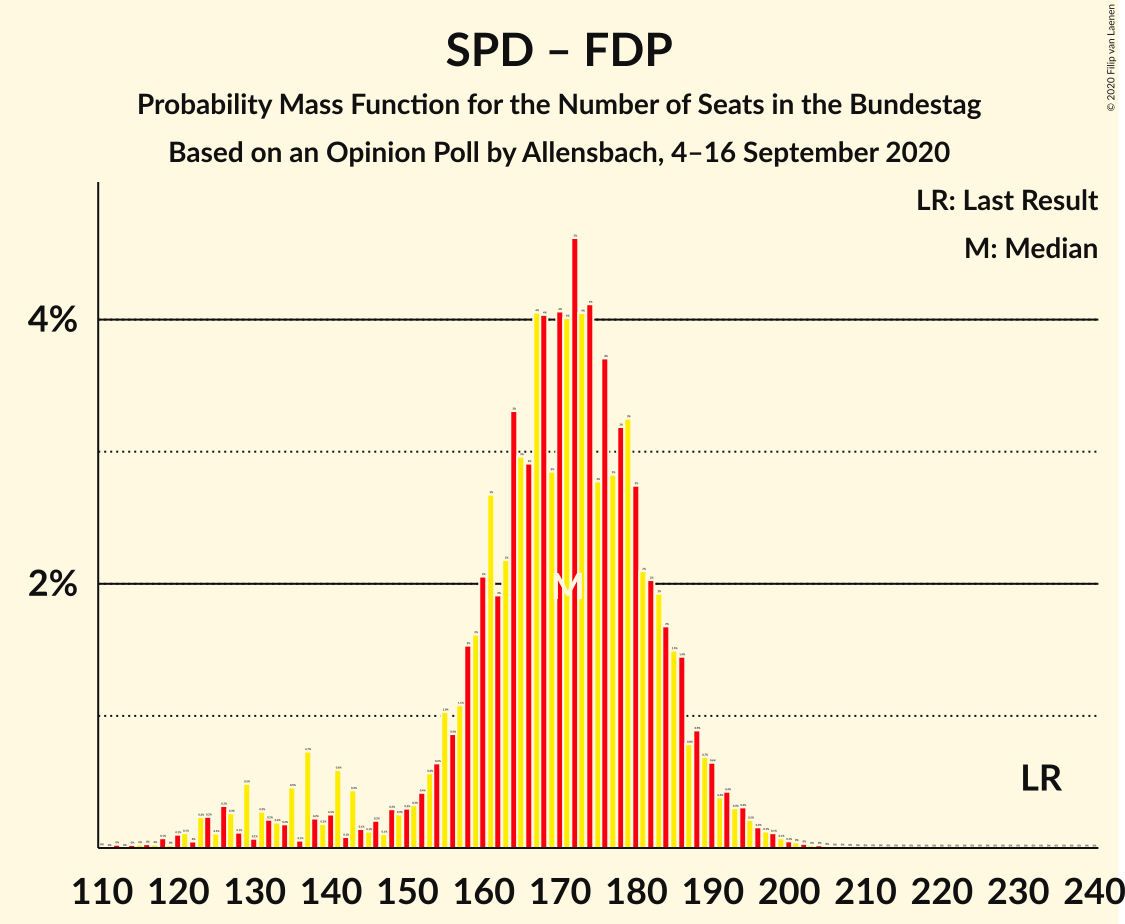 SPD – FDP
Probability Mass Function for the Number of Seats in the Bundestag
Based on an Opinion Poll by Allensbach, 4–16 September 2020
© 2020 Filip van Laenen
LR: Last Result
M: Median
4%
2%
M
LR
110 120 130 140 150 160 170 180 190 200 210 220 230 240